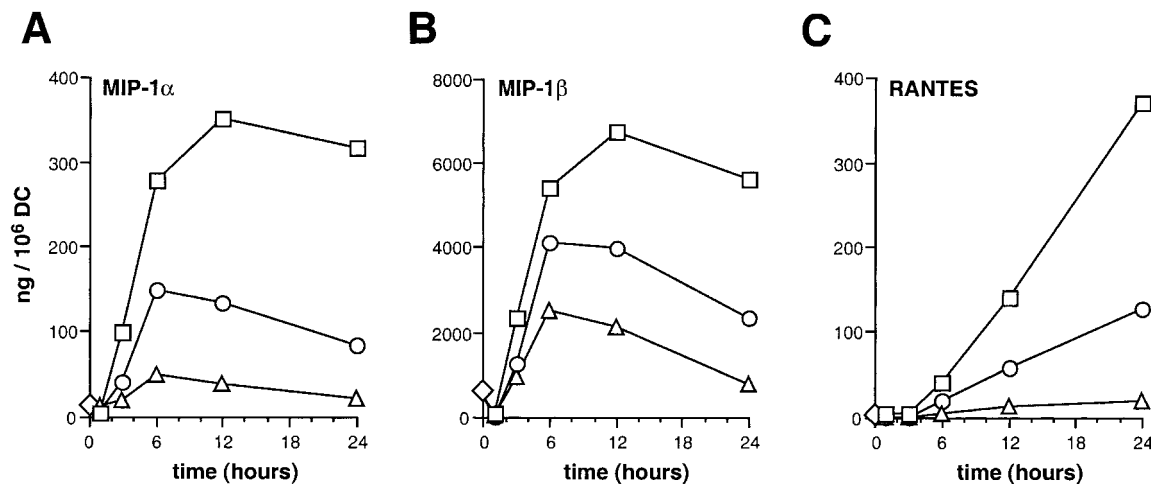 A
B
C
MIP-1α
MIP-1β
RANTES
ng / 10⁶ DC
400
300
200
100
0
0 6 12 18 24
time (hours)
8000
6000
4000
2000
0
0 6 12 18 24
time (hours)
400
300
200
100
0
0 6 12 18 24
time (hours)